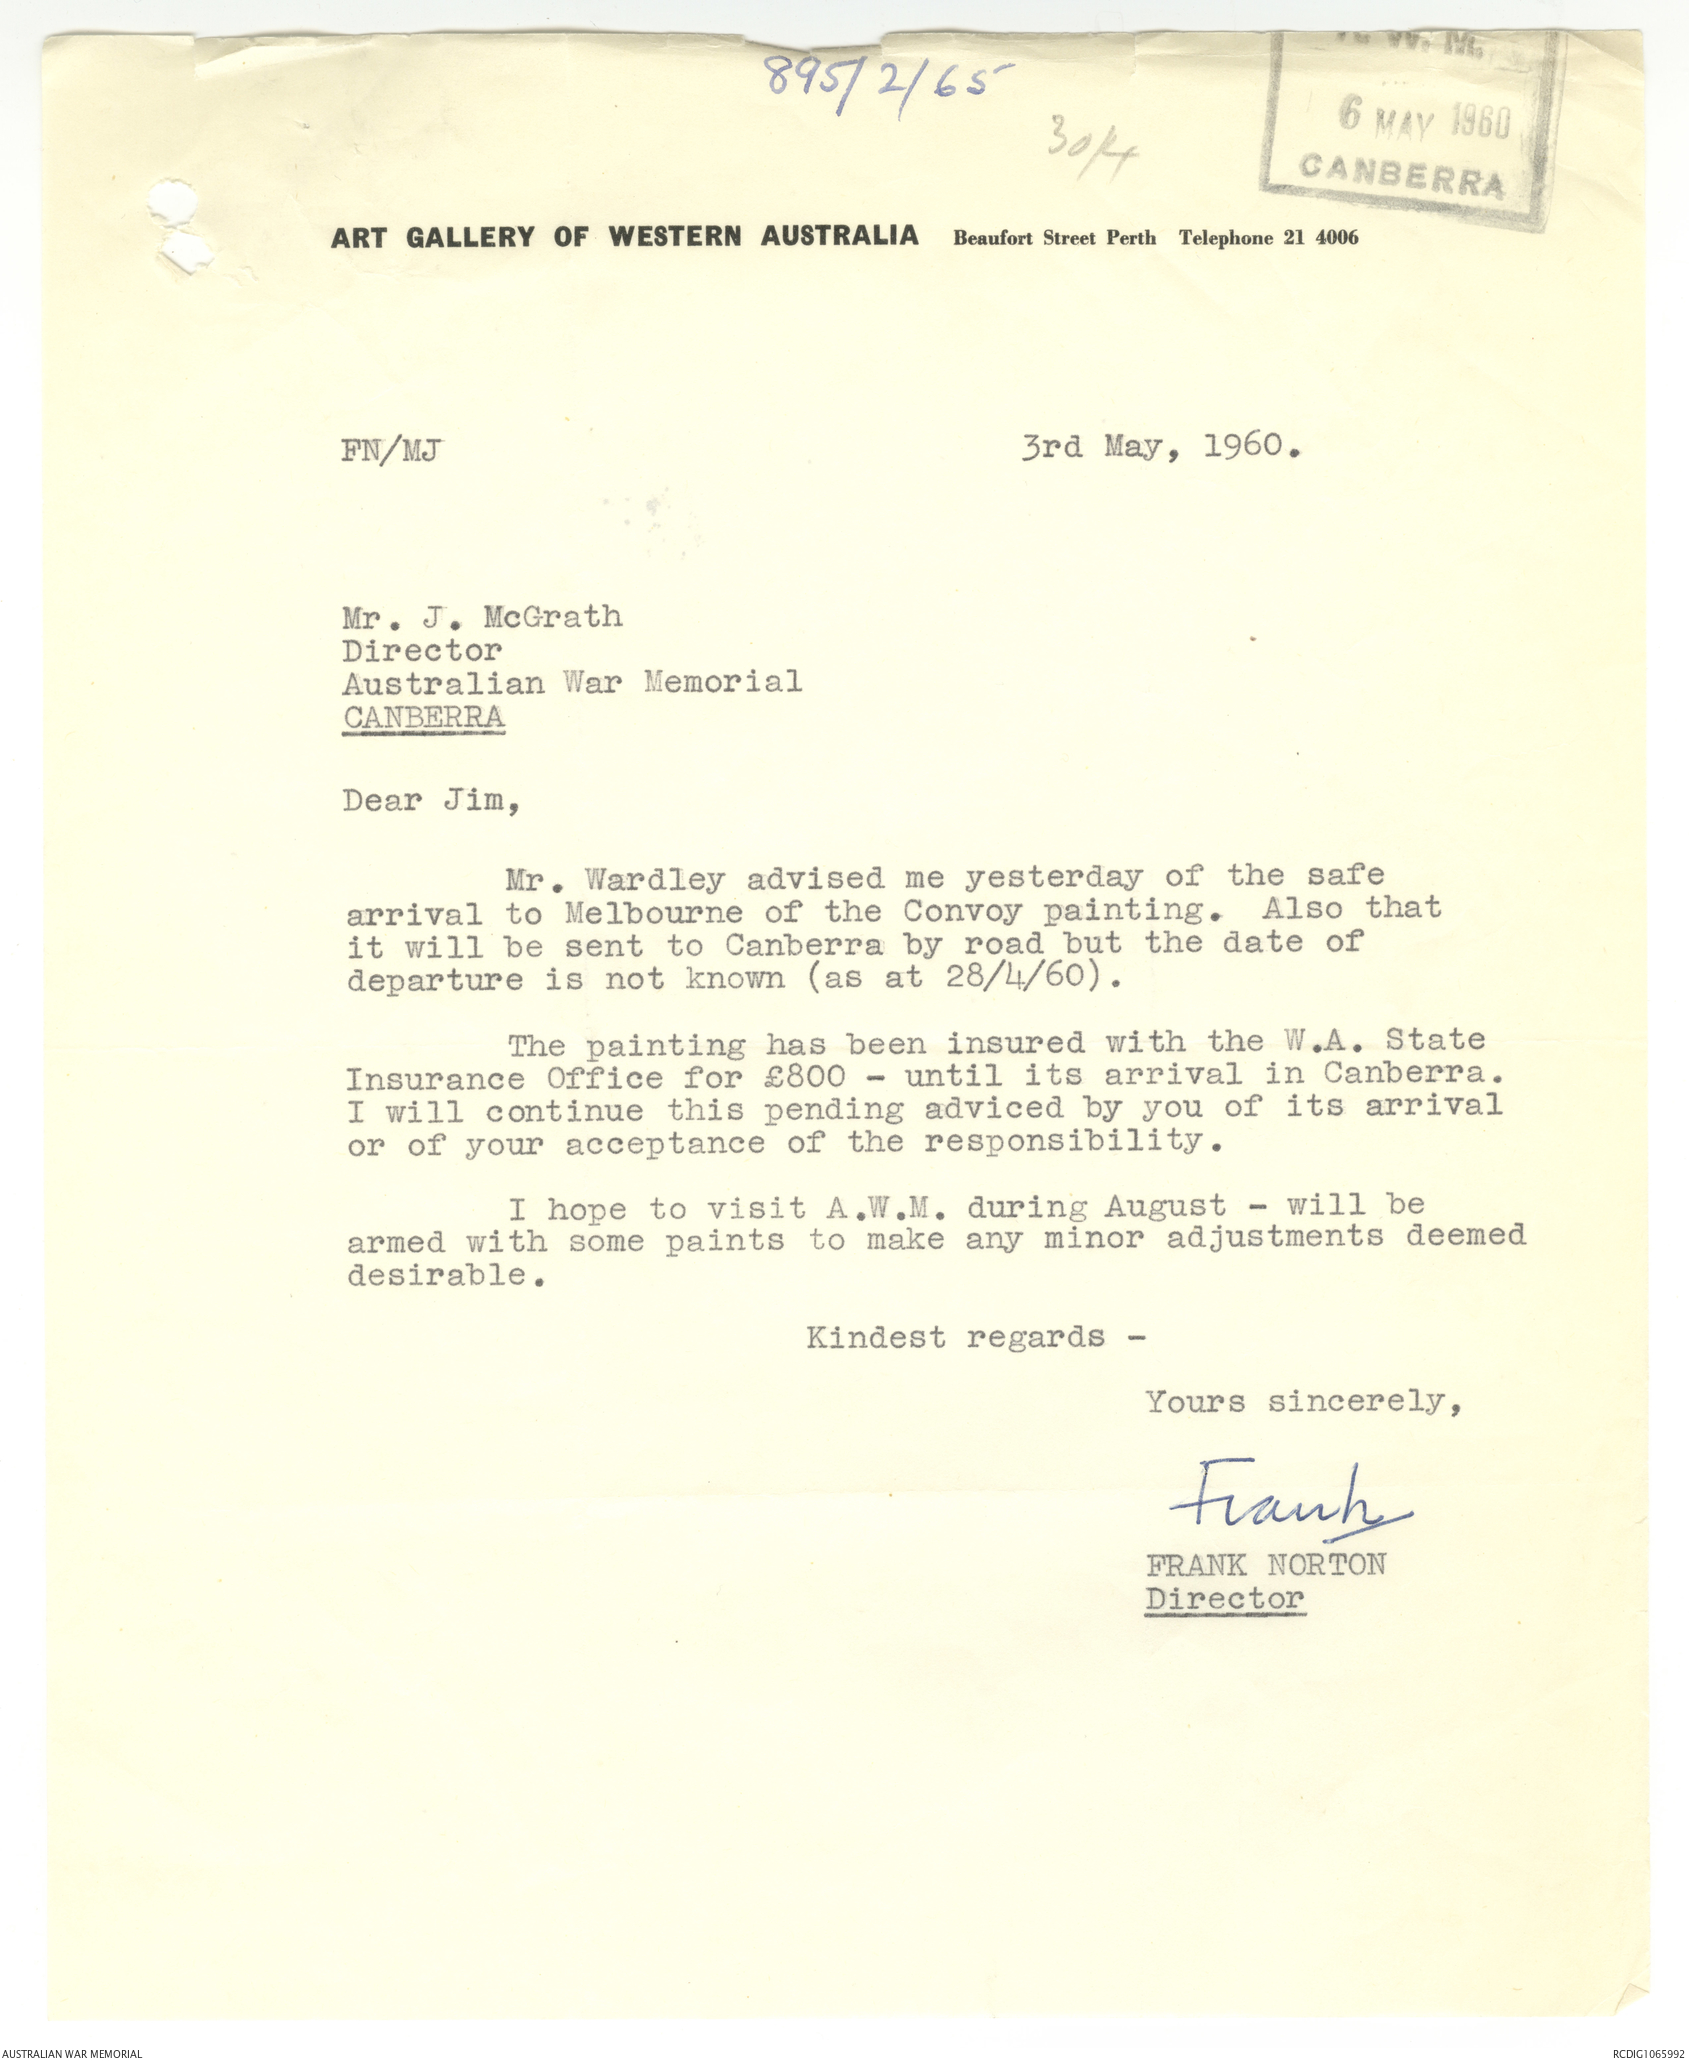 895/2/65
30/4
A. W. M.
6 MAY 1960
CANBERRA
ART GALLERY OF WESTERN AUSTRALIA Beaufort Street Perth Telephone 21 4006
FN/MJ 3rd May, 1960.
Mr. J. McGrath
Director
Australian War Memorial
CANBERRA
Dear Jim,
Mr. Wardley advised me yesterday of the safe
arrival to Melbourne of the Convoy painting. Also that
it will be sent to Canberra by road but the date of
departure is not known (as at 28/4/60).
The painting has been insured with the W.A. State
Insurance Office for £800 - until its arrival in Canberra.
I will continue this pending adviced by you of its arrival
or of your acceptance of the responsibility.
I hope to visit A.W.M. during August - will be
armed with some paints to make any minor adjustments deemed
desirable.
Kindest regards -
Yours sincerely,
Frank
FRANK NORTON
Director
AUSTRALIAN WAR MEMORIAL RCDIG1065992